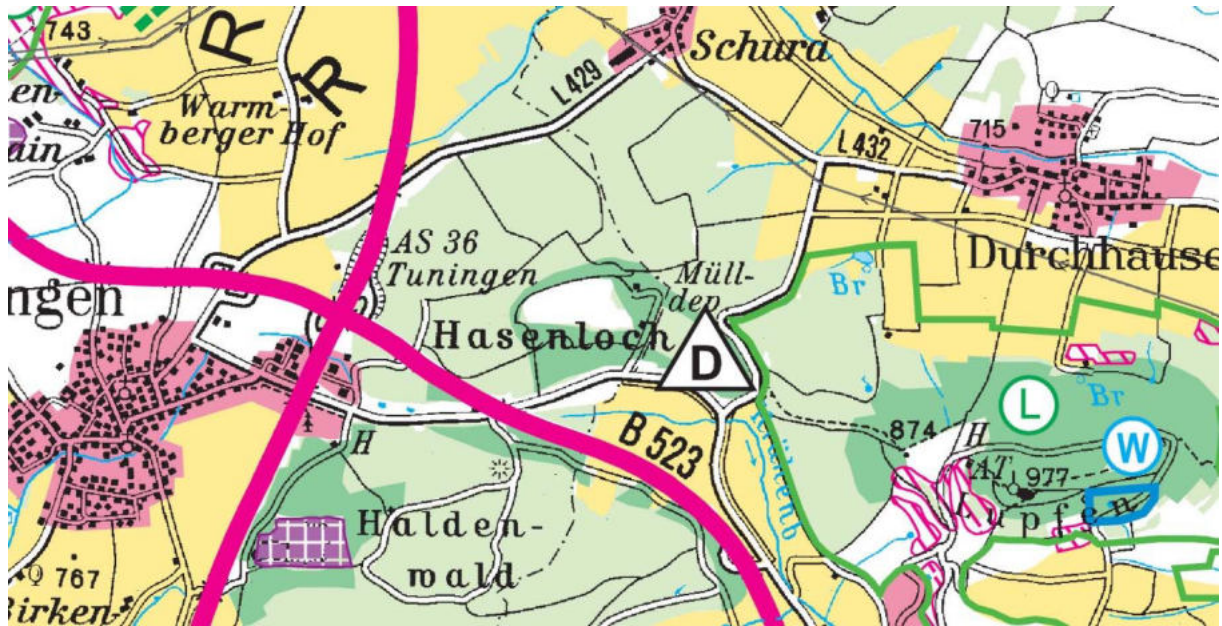 743
R
R
Schura
L 429
en-
ain
Warm-
berger Hof
715
L 432
AS 36
Tuningen
Müll-
dep
Durchhause
ngen
Br
Hasenloch
D
L
Br
B 523
874
H
W
H
AT
977
Lupfen
Halden-
wald
767
Birken-